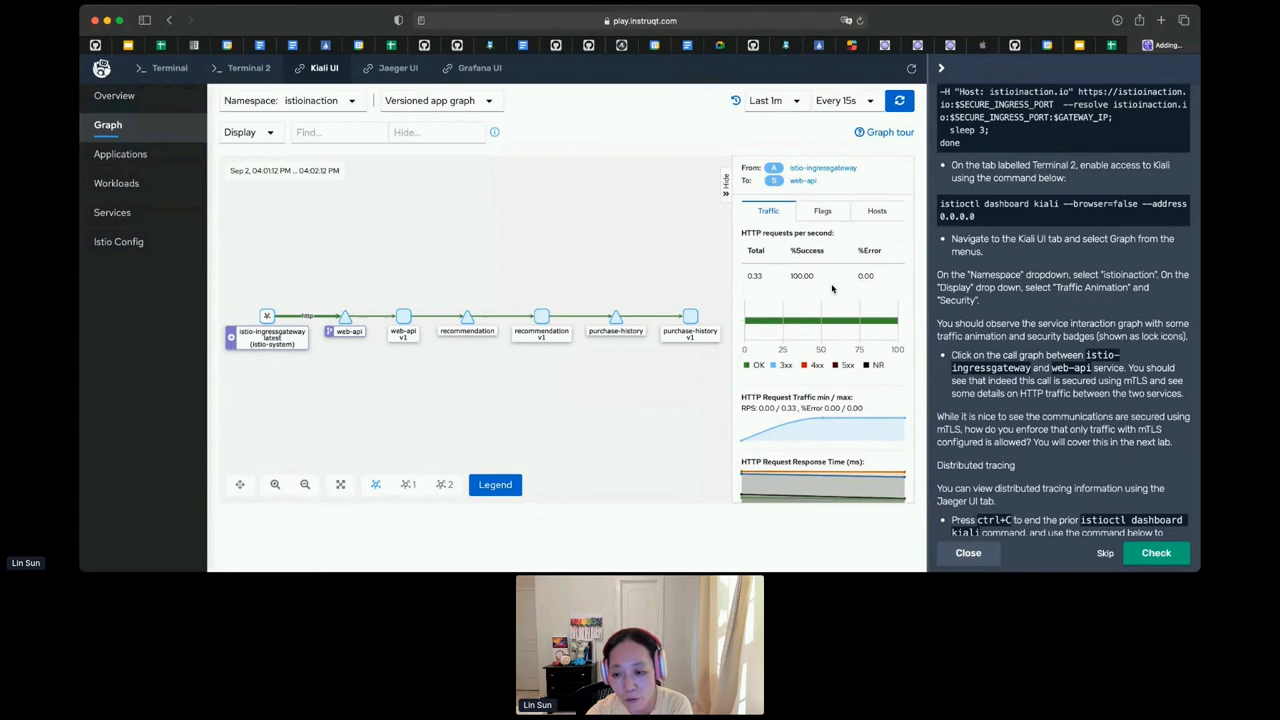 play.instruqt.com
Adding...
Terminal
Terminal 2
Kiali UI
Jaeger UI
Grafana UI
Overview
Graph
Applications
Workloads
Services
Istio Config
Namespace: istioinaction
Versioned app graph
Last 1m
Every 15s
Display
Find...
Hide...
Graph tour
Sep 2, 04:01:12 PM ... 04:02:12 PM
http
istio-ingressgateway
latest
(istio-system)
web-api
web-api
v1
recommendation
recommendation
v1
purchase-history
purchase-history
v1
1
2
Legend
Hide
From: A istio-ingressgateway
To: S web-api
Traffic
Flags
Hosts
HTTP requests per second:
Total %Success %Error
0.33 100.00 0.00
0 25 50 75 100
OK 3xx 4xx 5xx NR
HTTP Request Traffic min / max:
RPS: 0.00 / 0.33 , %Error 0.00 / 0.00
HTTP Request Response Time (ms):
-H "Host: istioinaction.io" https://istioinaction.
io:$SECURE_INGRESS_PORT --resolve istioinaction.i
o:$SECURE_INGRESS_PORT:$GATEWAY_IP;
sleep 3;
done
• On the tab labelled Terminal 2, enable access to Kiali
using the command below:
istioctl dashboard kiali --browser=false --address
0.0.0.0
• Navigate to the Kiali UI tab and select Graph from the
menus.
On the "Namespace" dropdown, select "istioinaction". On the
"Display" drop down, select "Traffic Animation" and
"Security".
You should observe the service interaction graph with some
traffic animation and security badges (shown as lock icons).
• Click on the call graph between istio-
ingressgateway and web-api service. You should
see that indeed this call is secured using mTLS and see
some details on HTTP traffic between the two services.
While it is nice to see the communications are secured using
mTLS, how do you enforce that only traffic with mTLS
configured is allowed? You will cover this in the next lab.
Distributed tracing
You can view distributed tracing information using the
Jaeger UI tab.
• Press ctrl+C to end the prior istioctl dashboard
kiali command, and use the command below to
Close
Skip
Check
Lin Sun
Lin Sun